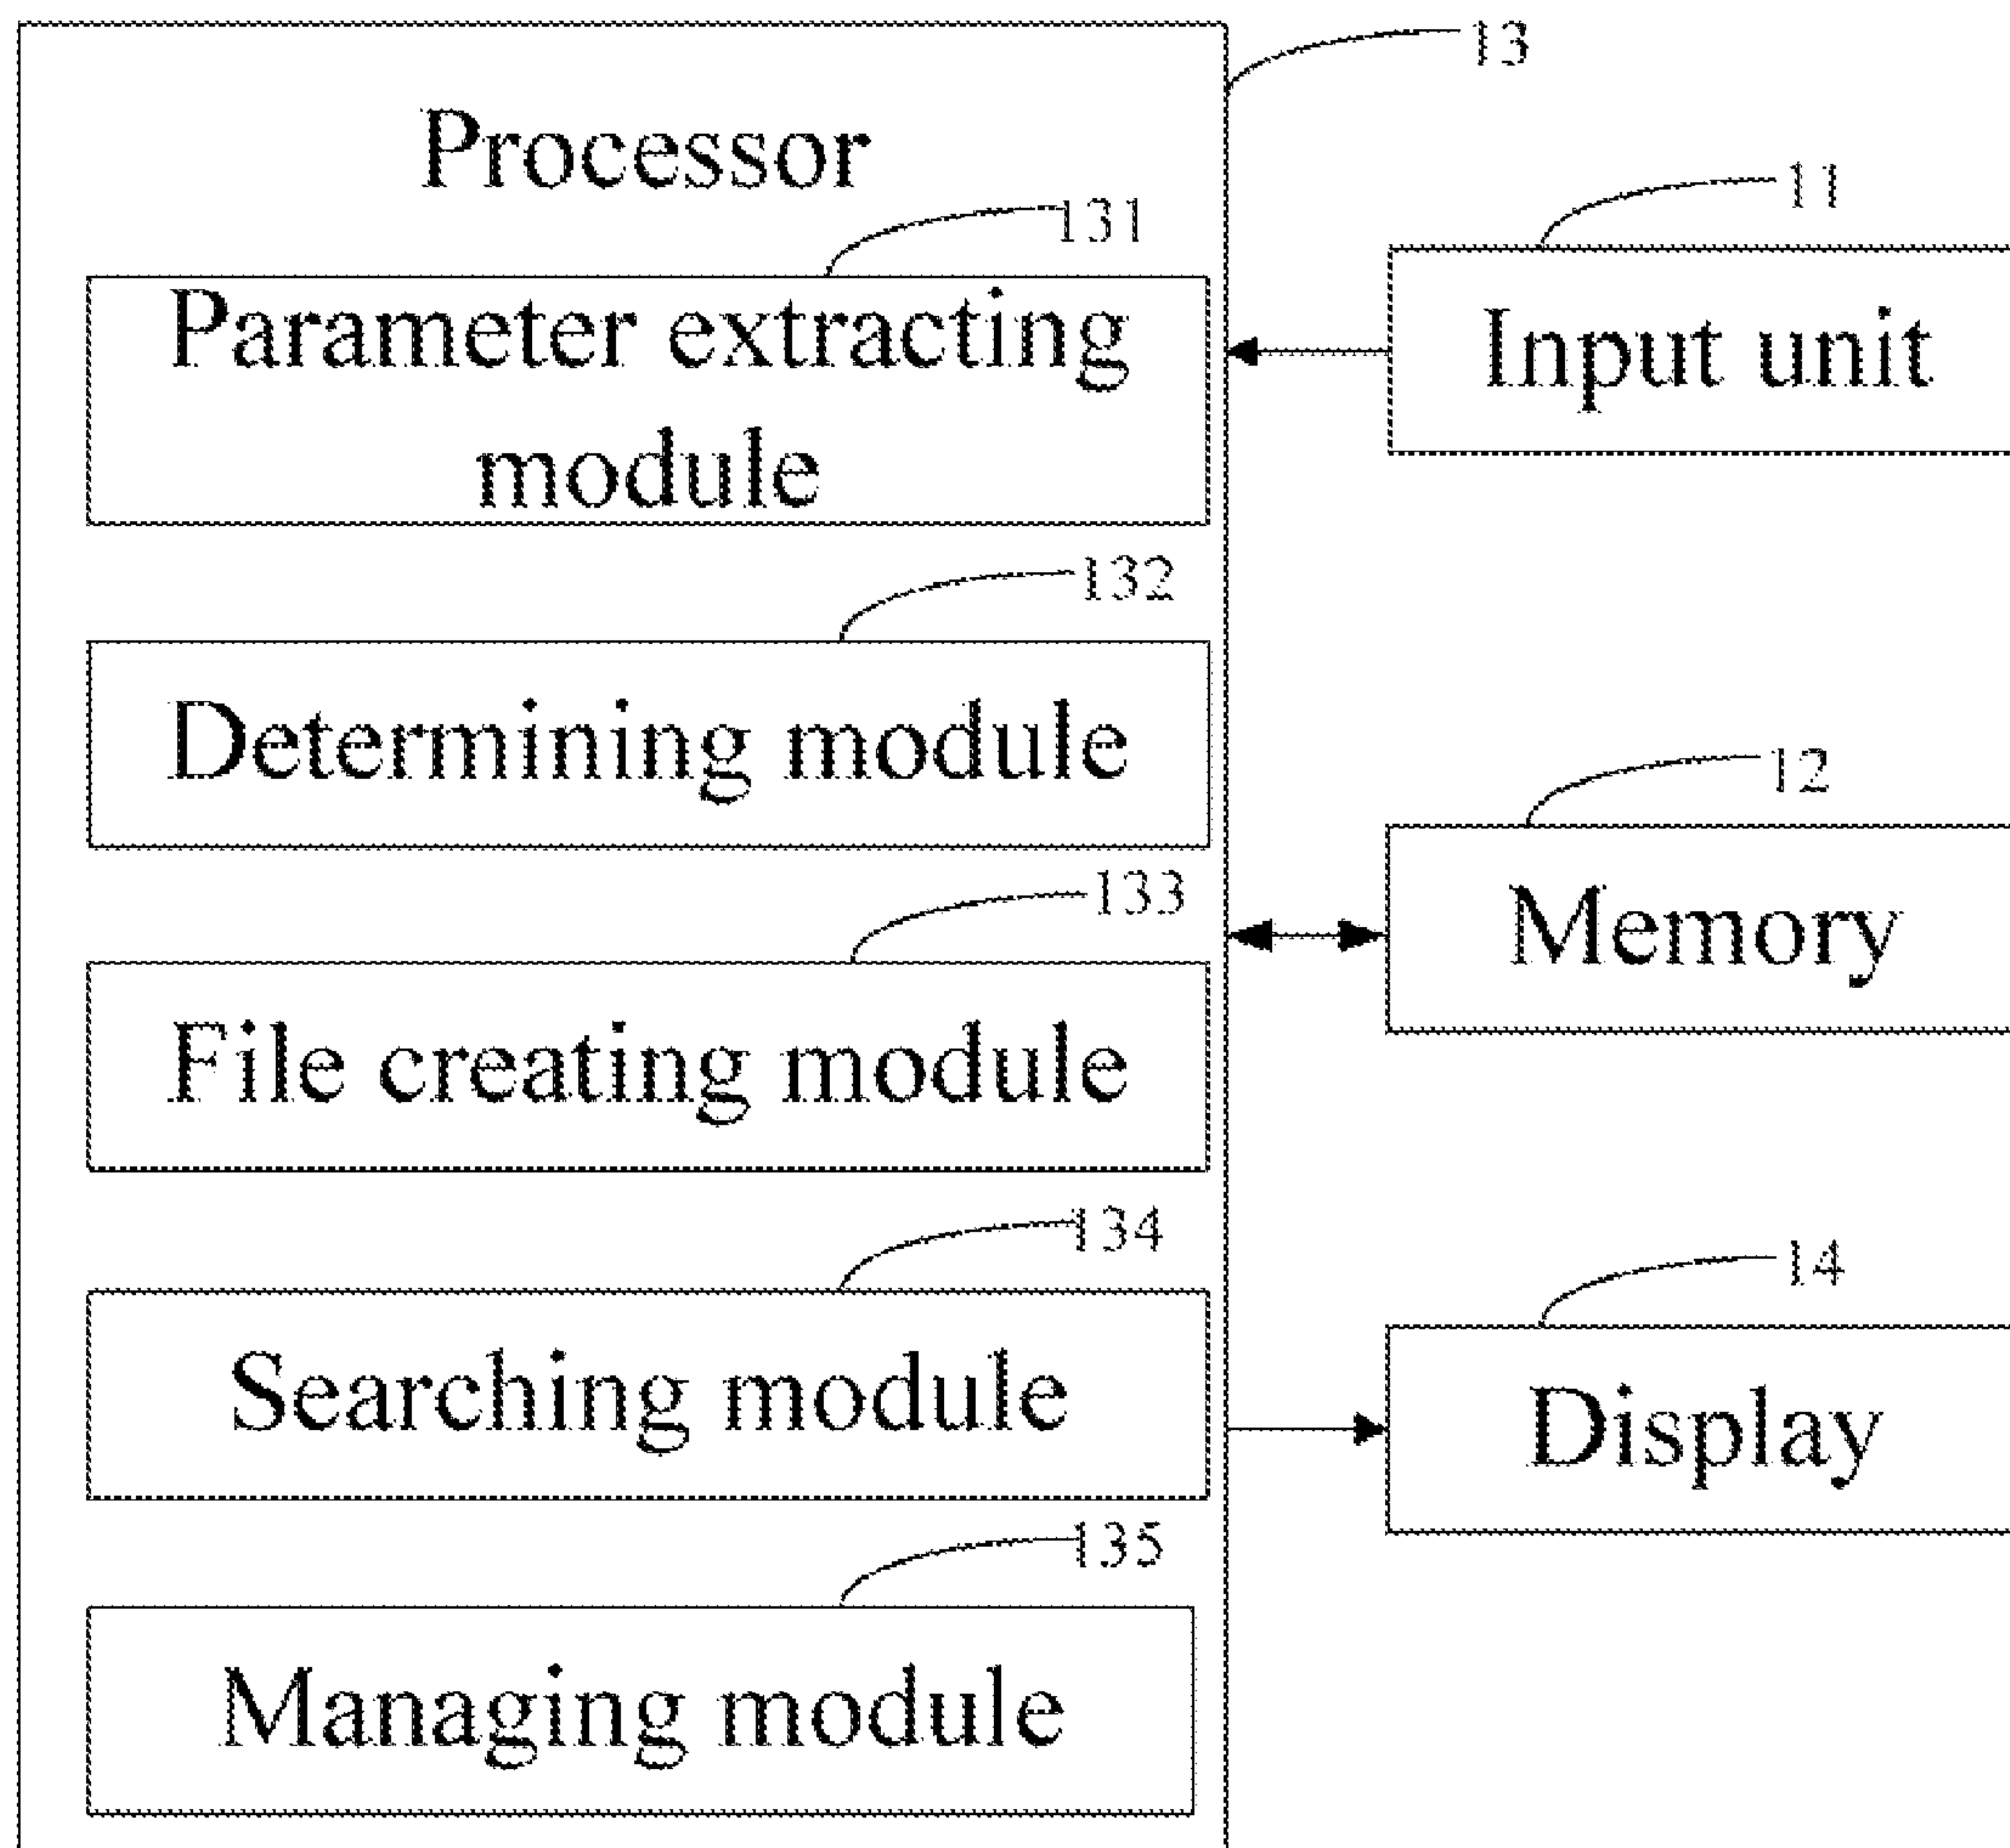 13
Processor
131
Parameter extracting
module
132
Determining module
133
File creating module
134
Searching module
135
Managing module
11
Input unit
12
Memory
14
Display